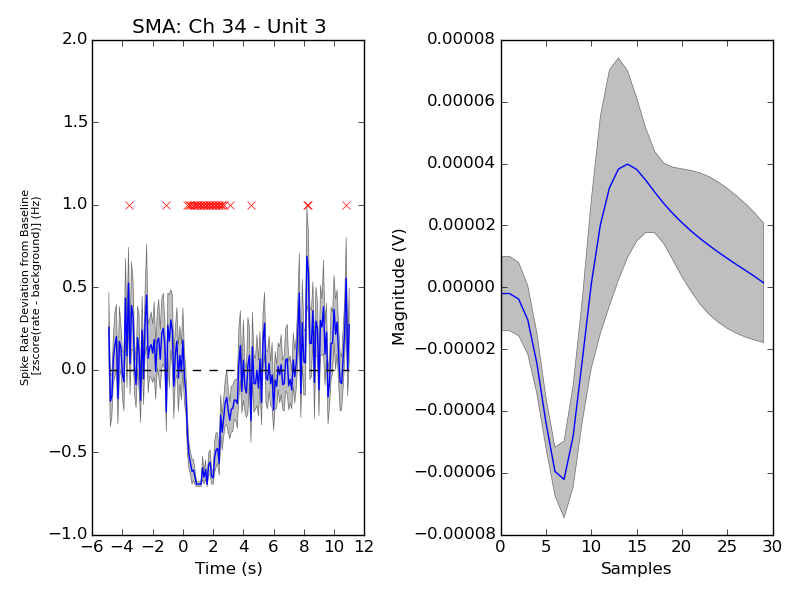 SMA: Ch 34 - Unit 3
Spike Rate Deviation from Baseline
[zscore(rate - background)] (Hz)
2.0
1.5
1.0
0.5
0.0
−0.5
−1.0
−6 −4 −2 0 2 4 6 8 10 12
Time (s)
Magnitude (V)
0.00008
0.00006
0.00004
0.00002
0.00000
−0.00002
−0.00004
−0.00006
−0.00008
0 5 10 15 20 25 30
Samples